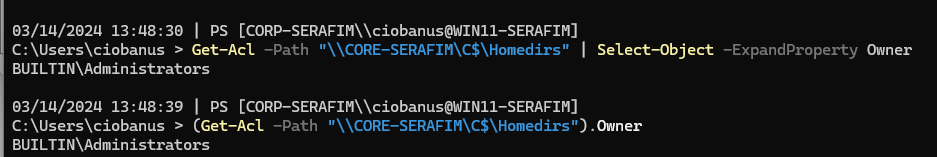 03/14/2024 13:48:30 | PS [CORP-SERAFIM\\ciobanus@WIN11-SERAFIM]
C:\Users\ciobanus > Get-Acl -Path "\\CORE-SERAFIM\C$\Homedirs" | Select-Object -ExpandProperty Owner
BUILTIN\Administrators
03/14/2024 13:48:39 | PS [CORP-SERAFIM\\ciobanus@WIN11-SERAFIM]
C:\Users\ciobanus > (Get-Acl -Path "\\CORE-SERAFIM\C$\Homedirs").Owner
BUILTIN\Administrators